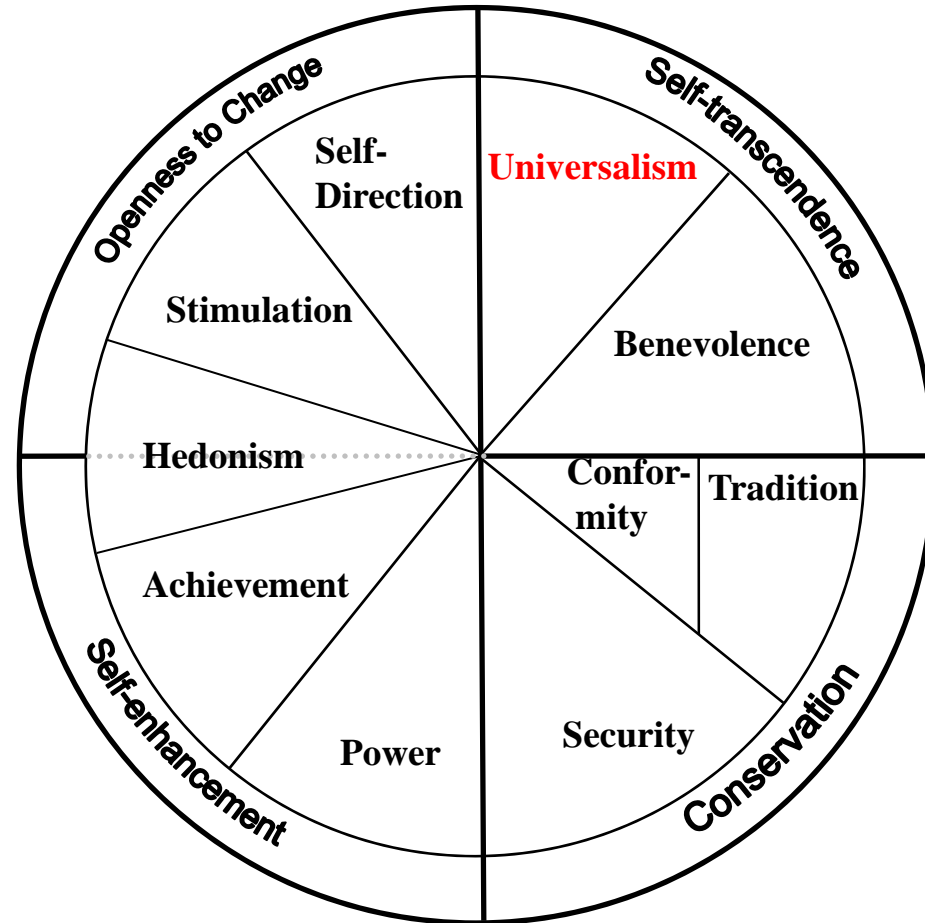 Openness to Change
Self-transcendence
Self-
Direction
Universalism
Stimulation
Benevolence
Hedonism
Confor-
mity
Tradition
Achievement
Security
Power
Self-enhancement
Conservation